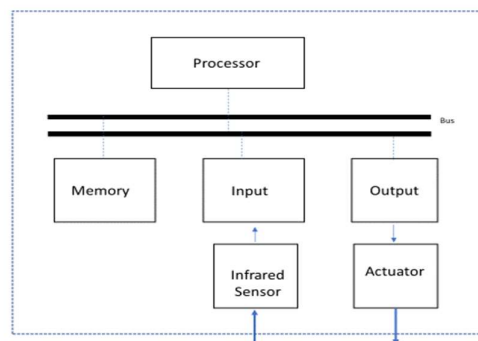 Processor
Bus
Memory
Input
Output
Infrared
Sensor
Actuator